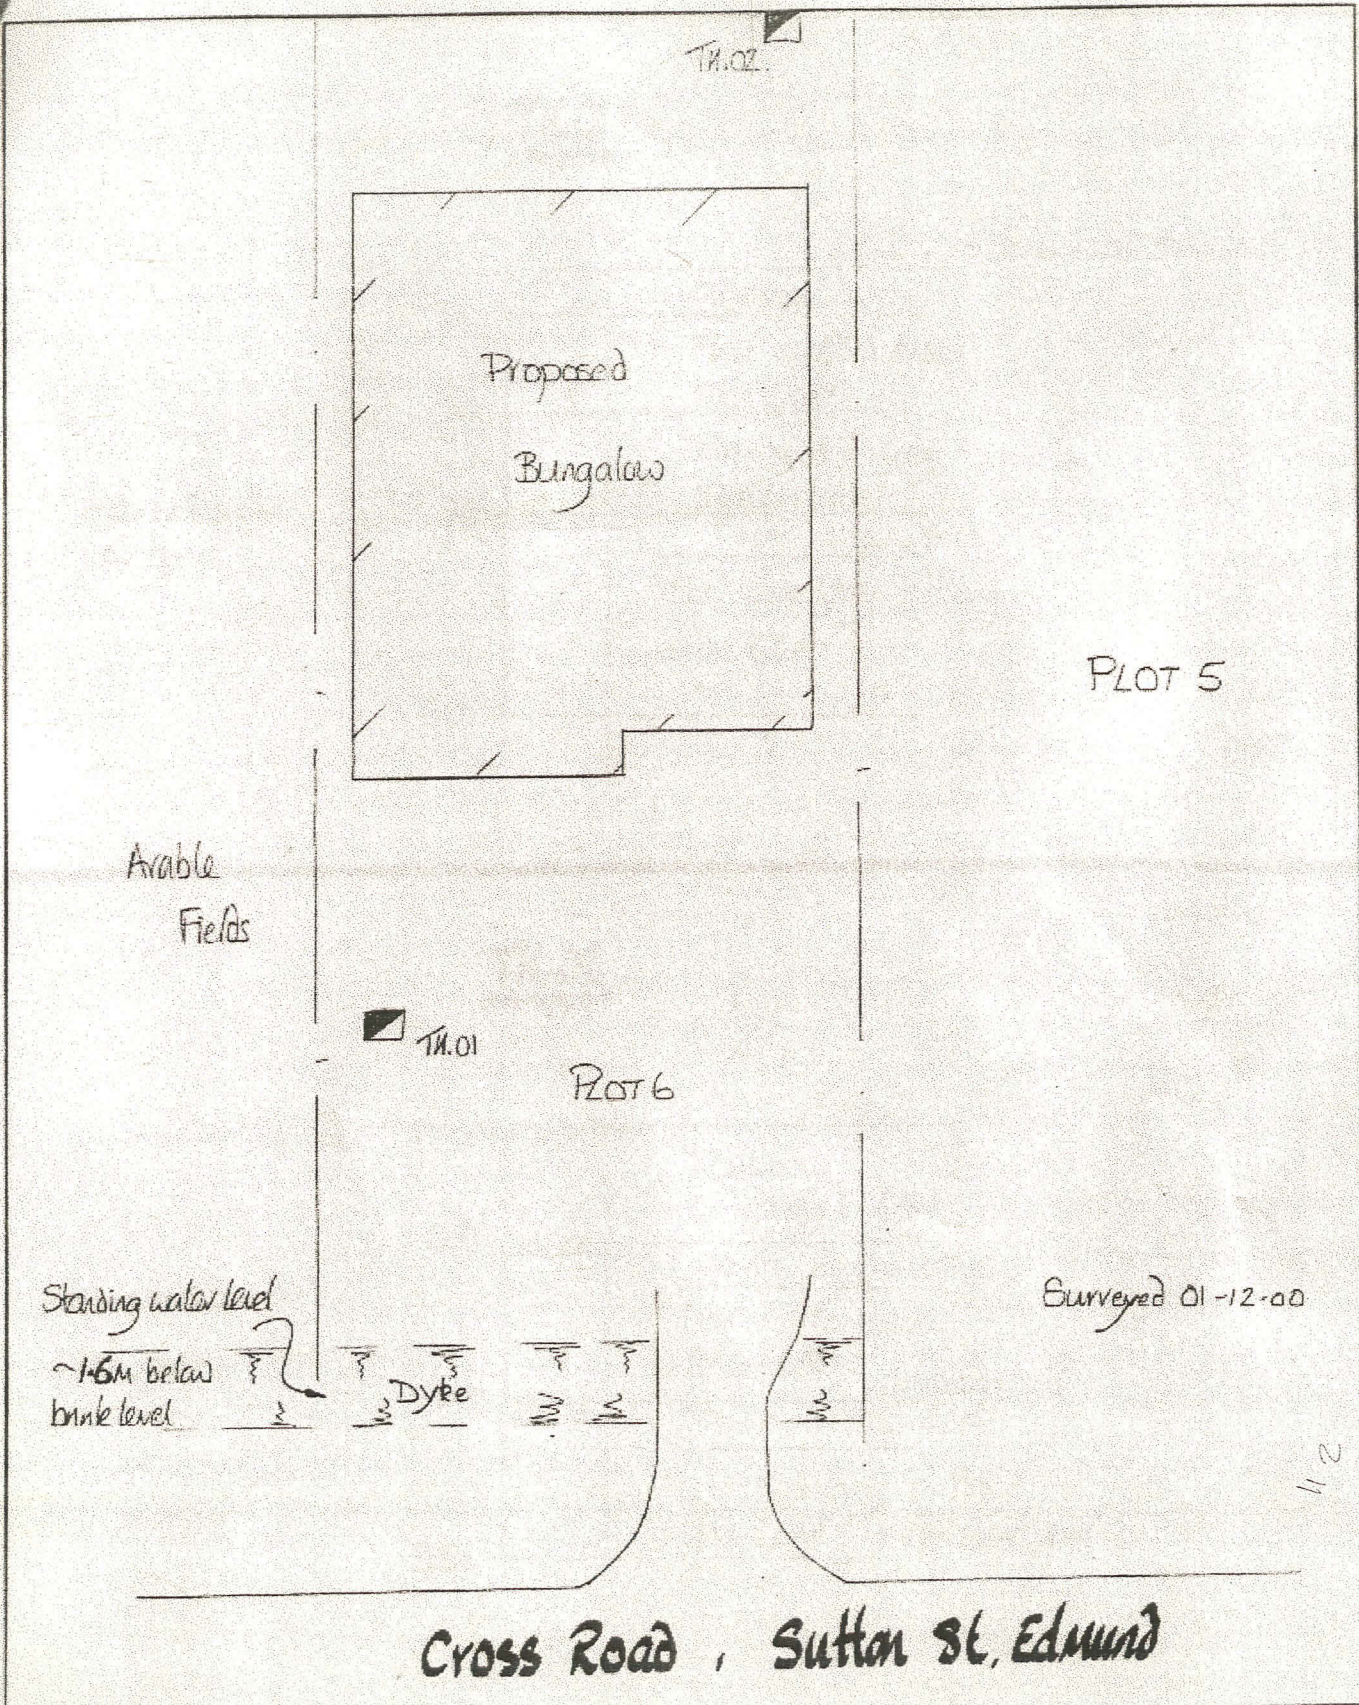 TH.02.
Proposed
Bungalow
PLOT 5
Arable
Fields
TH.01
PLOT 6
Standing water level
~1.6M below
brink level
Dyke
Surveyed 01-12-00
Cross Road, Sutton St. Edmund